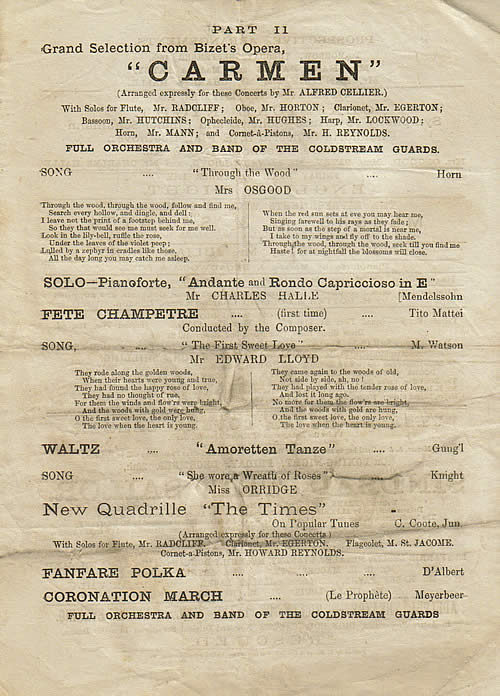 PART II
Grand Selection from Bizet's Opera,
"CARMEN"
(Arranged expressly for these Concerts by Mr ALFRED CELLIER.)
With Solos for Flute, Mr. RADCLIFF; Oboe, Mr. HORTON; Clarionet, Mr. EGERTON;
Bassoon, Mr. HUTCHINS; Ophecleide, Mr. HUGHES; Harp, Mr. LOCKWOOD;
Horn, Mr. MANN; and Cornet-à-Pistons, Mr. H. REYNOLDS.
FULL ORCHESTRA AND BAND OF THE COLDSTREAM GUARDS.
SONG .... "Through the Wood" .... Horn
Mrs OSGOOD
Through the wood, through the wood, follow and find me,
Search every hollow, and dingle, and dell;
I leave not the print of a footstep behind me,
So they that would see me must seek for me well.
Look in the lily-bell, ruffle the rose,
Under the leaves of the violet peep;
Lulled by a zephyr in cradles like those,
All the day long you may catch me asleep.
When the red sun sets at eve you may hear me,
Singing farewell to his rays as they fade;
But as soon as the step of a mortal is near me,
I take to my wings and fly off to the shade.
Through the wood, through the wood, seek till you find me
Haste! for at nightfall the blossoms will close.
SOLO—Pianoforte, "Andante and Rondo Capriccioso in E"
Mr CHARLES HALLE [Mendelssohn
FETE CHAMPETRE .... (first time) .... Tito Mattei
Conducted by the Composer.
SONG, .... "The First Sweet Love" .... M. Watson
Mr EDWARD LLOYD
They rode along the golden woods,
When their hearts were young and true,
They had found the happy rose of love,
They had no thought of rue.
For them the winds and flow'rs were bright,
And the woods with gold were hung,
O the first sweet love, the only love,
The love when the heart is young.
They came again to the woods of old,
Not side by side, ah, no!
They had played with the tender rose of love,
And lost it long ago.
No more for them the flow'rs are bright,
And the woods with gold are hung,
O the first sweet love, the only love,
The love when the heart is young.
WALTZ .... "Amoretten Tanze" .... Gung'l
SONG .... "She wore a Wreath of Roses" .... Knight
Miss ORRIDGE
New Quadrille "The Times" -
On Popular Tunes C. Coote, Jun.
(Arranged expressly for these Concerts)
With Solos for Flute, Mr. RADCLIFF. Clarionet, Mr. EGERTON. Flageolet, M. St. JACOME.
Cornet-a-Pistons, Mr. HOWARD REYNOLDS.
FANFARE POLKA .... .... .... D'Albert
CORONATION MARCH .... (Le Prophète) Meyerbeer
FULL ORCHESTRA AND BAND OF THE COLDSTREAM GUARDS